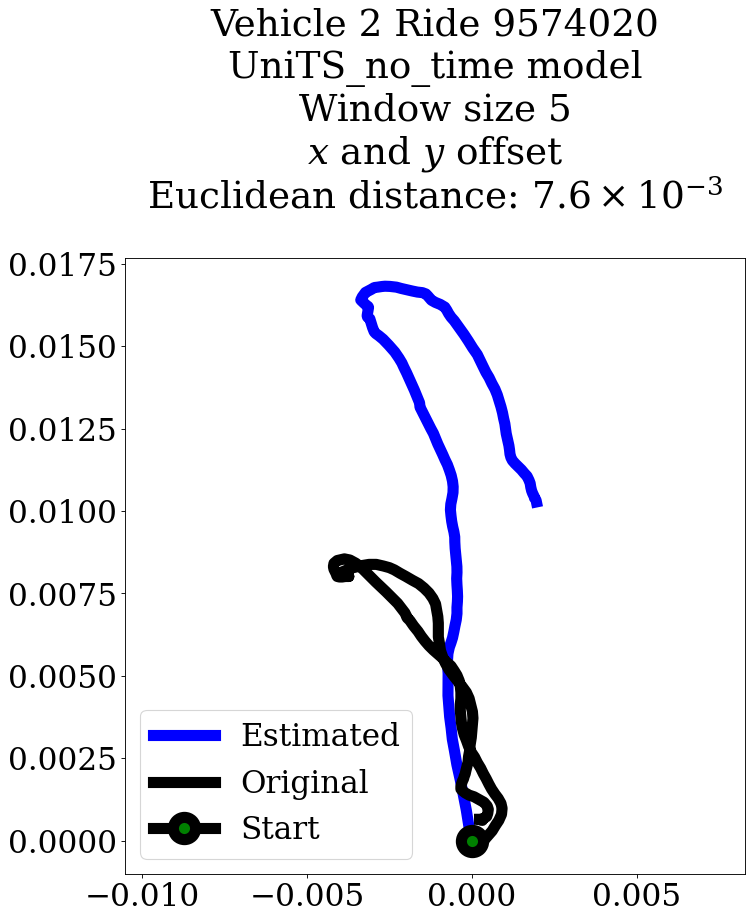 Vehicle 2 Ride 9574020
UniTS_no_time model
Window size 5
x and y offset
Euclidean distance: 7.6 × 10⁻³
0.0175
0.0150
0.0125
0.0100
0.0075
0.0050
0.0025
0.0000
Estimated
Original
Start
−0.010 −0.005 0.000 0.005